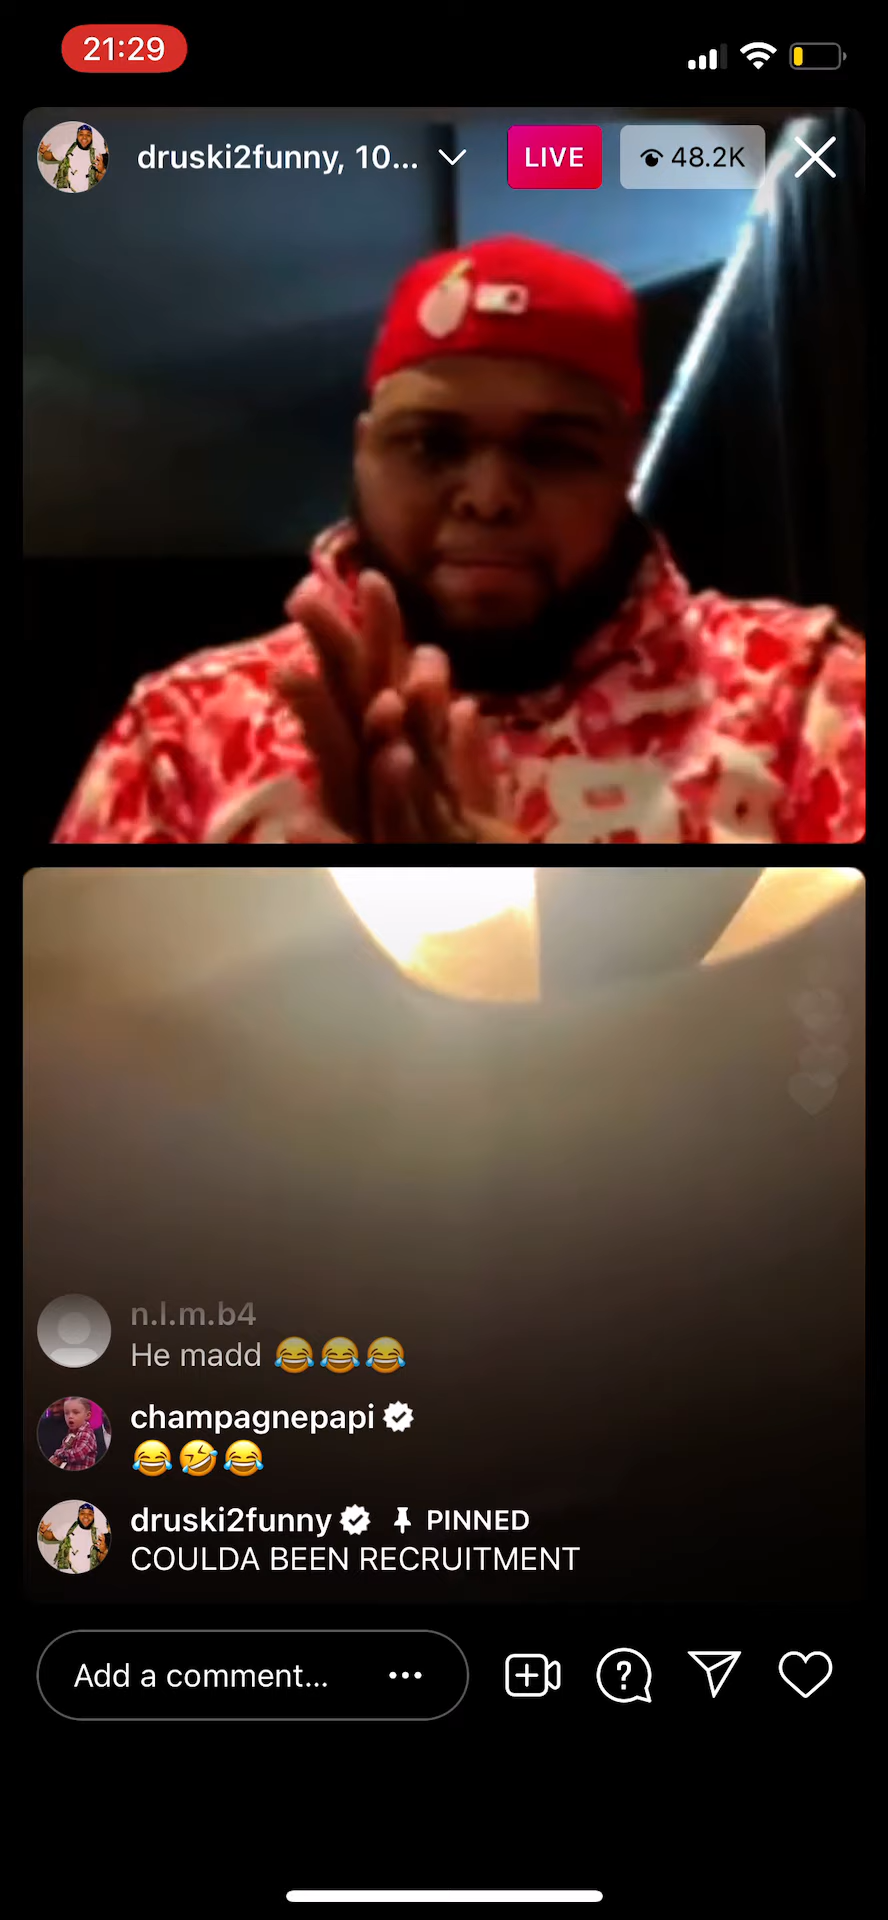 21:29
druski2funny, 10...
LIVE
48.2K
n.l.m.b4
He madd 😂😂😂
champagnepapi
😂🤣😂
druski2funny PINNED
COULDA BEEN RECRUITMENT
Add a comment...